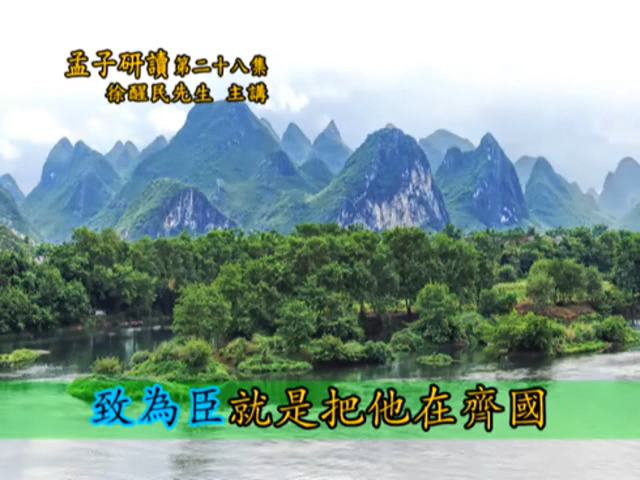 孟子研讀第二十八集
徐醒民先生 主講
致為臣就是把他在齊國